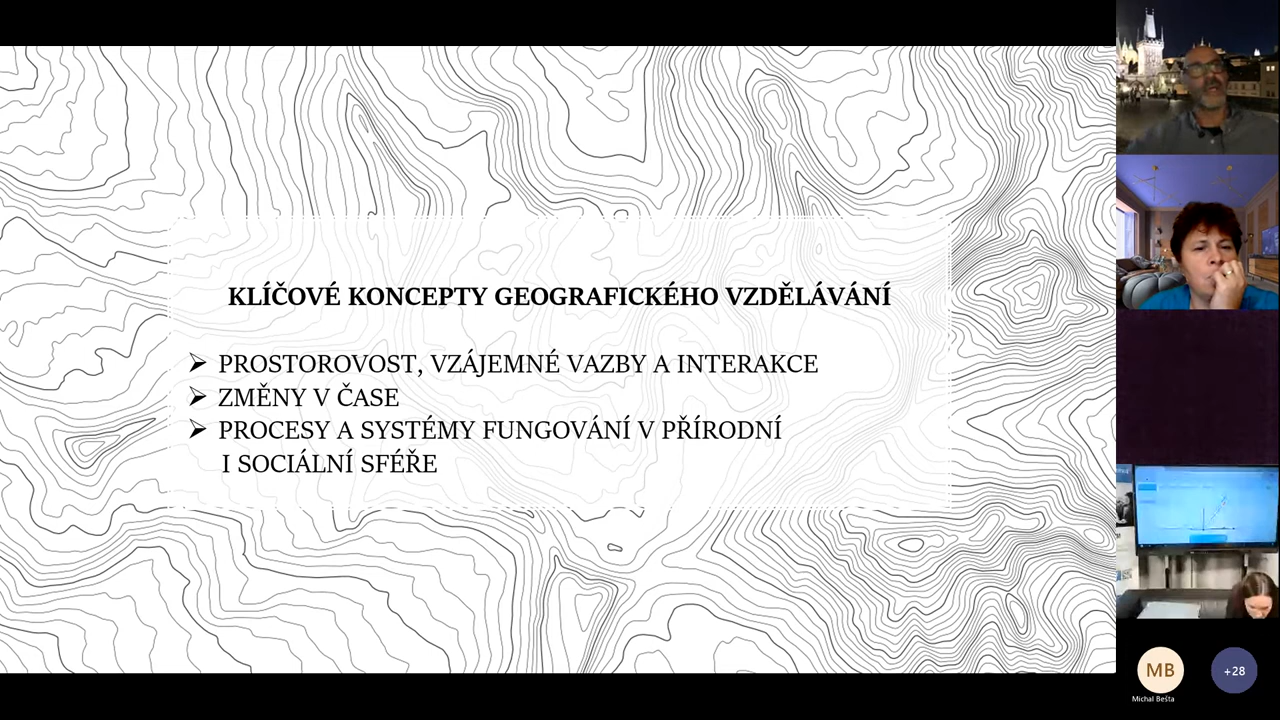 KLÍČOVÉ KONCEPTY GEOGRAFICKÉHO VZDĚLÁVÁNÍ
➢ PROSTOROVOST, VZÁJEMNÉ VAZBY A INTERAKCE
➢ ZMĚNY V ČASE
➢ PROCESY A SYSTÉMY FUNGOVÁNÍ V PŘÍRODNÍ
I SOCIÁLNÍ SFÉŘE
MB
+28
Michal Bešta